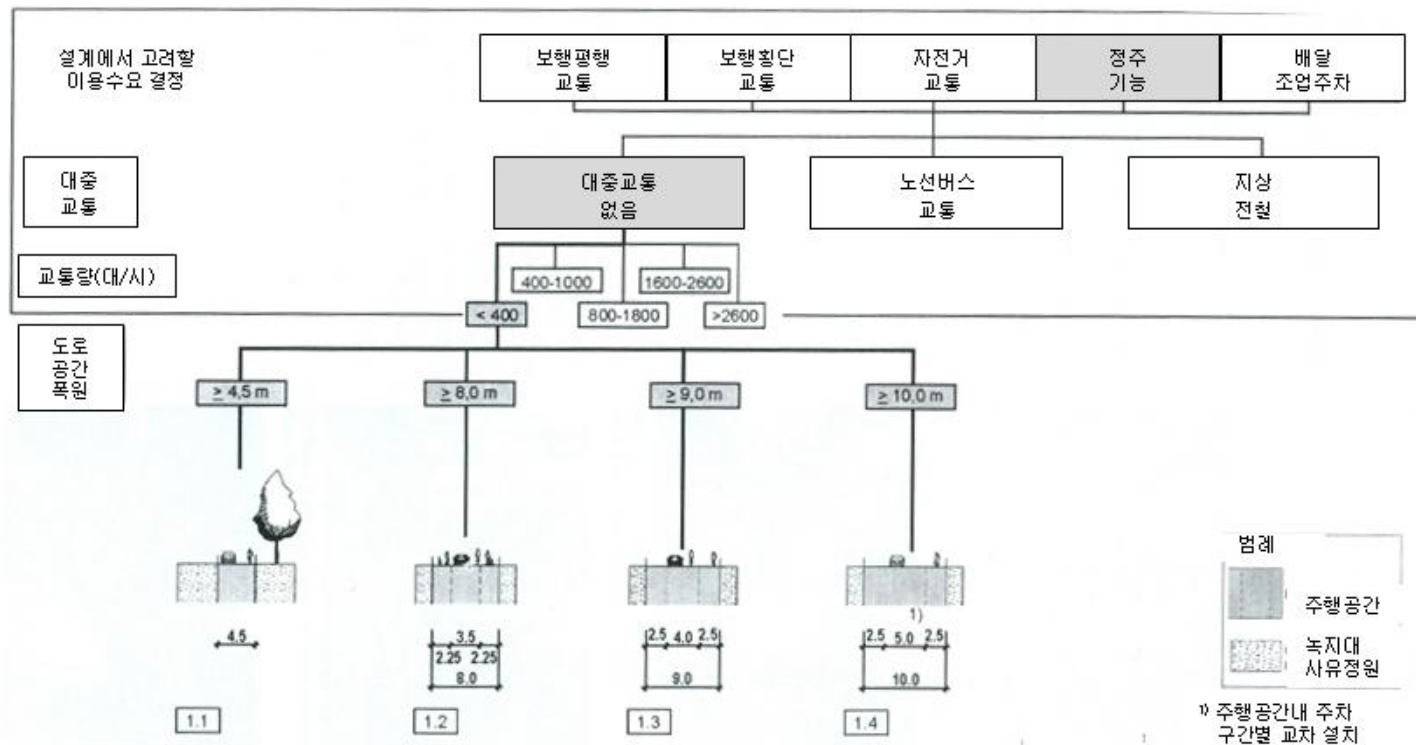 설계에서 고려할
이용수요 결정
보행평행
교통
보행횡단
교통
자전거
교통
정주
기능
배달
조업주차
대중
교통
대중교통
없음
노선버스
교통
지상
전철
교통량(대/시)
400-1000
1600-2600
< 400
800-1800
>2600
도로
공간
폭원
≥ 4,5 m
≥ 8,0 m
≥ 9,0 m
≥ 10,0 m
4.5
3.5
2.25 2.25
8.0
2.5 4.0 2.5
9.0
1)
2.5 5.0 2.5
10.0
1.1
1.2
1.3
1.4
범례
주행공간
녹지대
사유정원
1) 주행공간내 주차
구간별 교차 설치